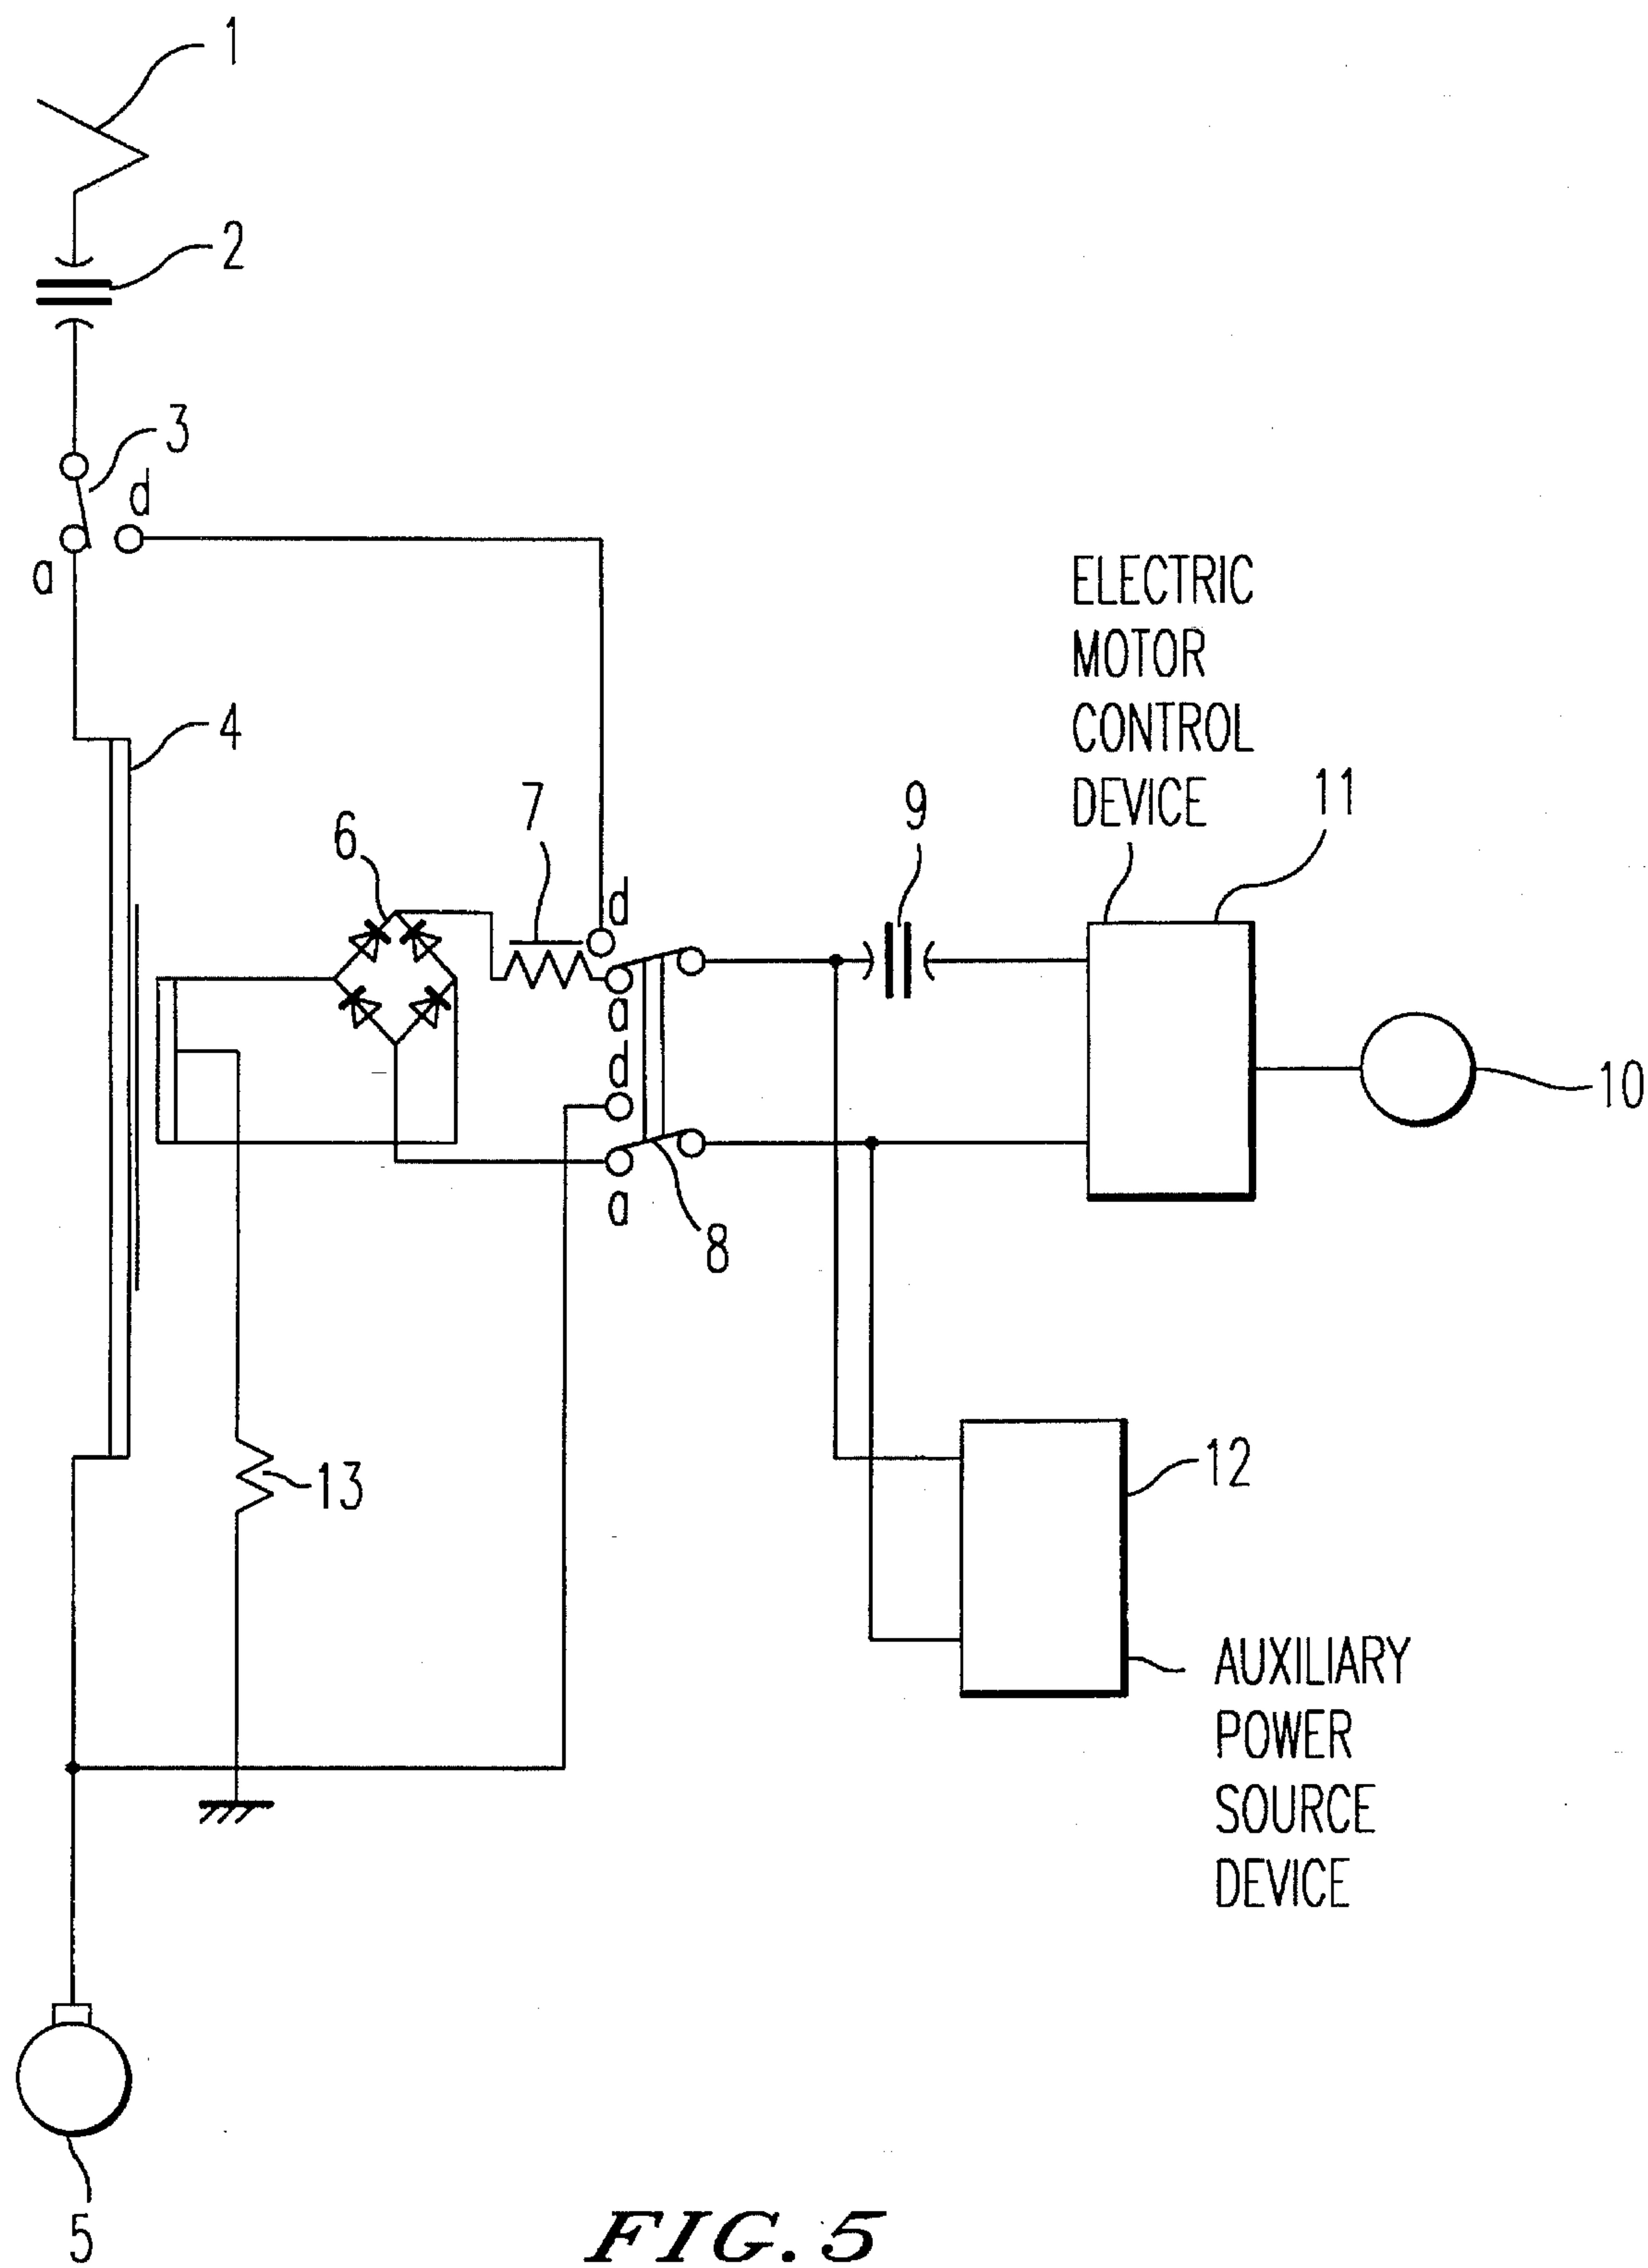 1
2
3
d
a
ELECTRIC
MOTOR
CONTROL
DEVICE
4
11
7
9
6
d
a
d
10
a
8
12
13
AUXILIARY
POWER
SOURCE
DEVICE
5
FIG.5